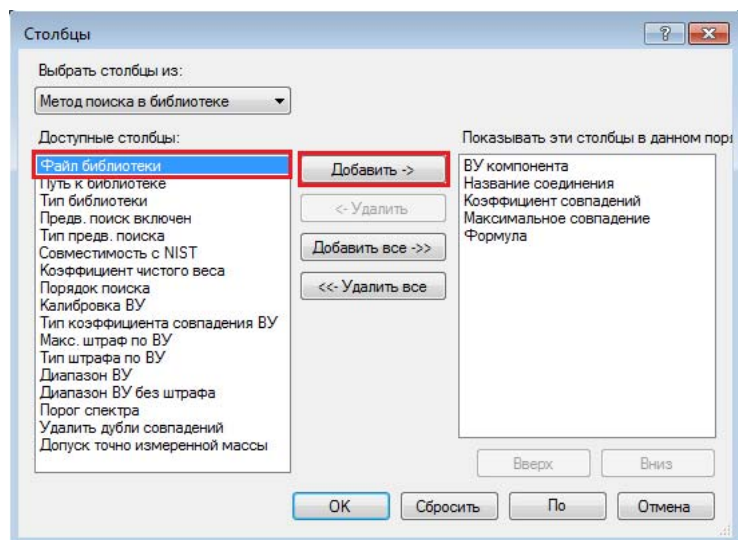 Столбцы
Выбрать столбцы из:
Метод поиска в библиотеке
Доступные столбцы:
Файл библиотеки
Путь к библиотеке
Тип библиотеки
Предв. поиск включен
Тип предв. поиска
Совместимость с NIST
Коэффициент чистого веса
Порядок поиска
Калибровка ВУ
Тип коэффициента совпадения ВУ
Макс. штраф по ВУ
Тип штрафа по ВУ
Диапазон ВУ
Диапазон ВУ без штрафа
Порог спектра
Удалить дубли совпадений
Допуск точно измеренной массы
Добавить ->
<- Удалить
Добавить все ->>
<<- Удалить все
Показывать эти столбцы в данном поря
ВУ компонента
Название соединения
Коэффициент совпадений
Максимальное совпадение
Формула
Вверх
Вниз
OK
Сбросить
По
Отмена